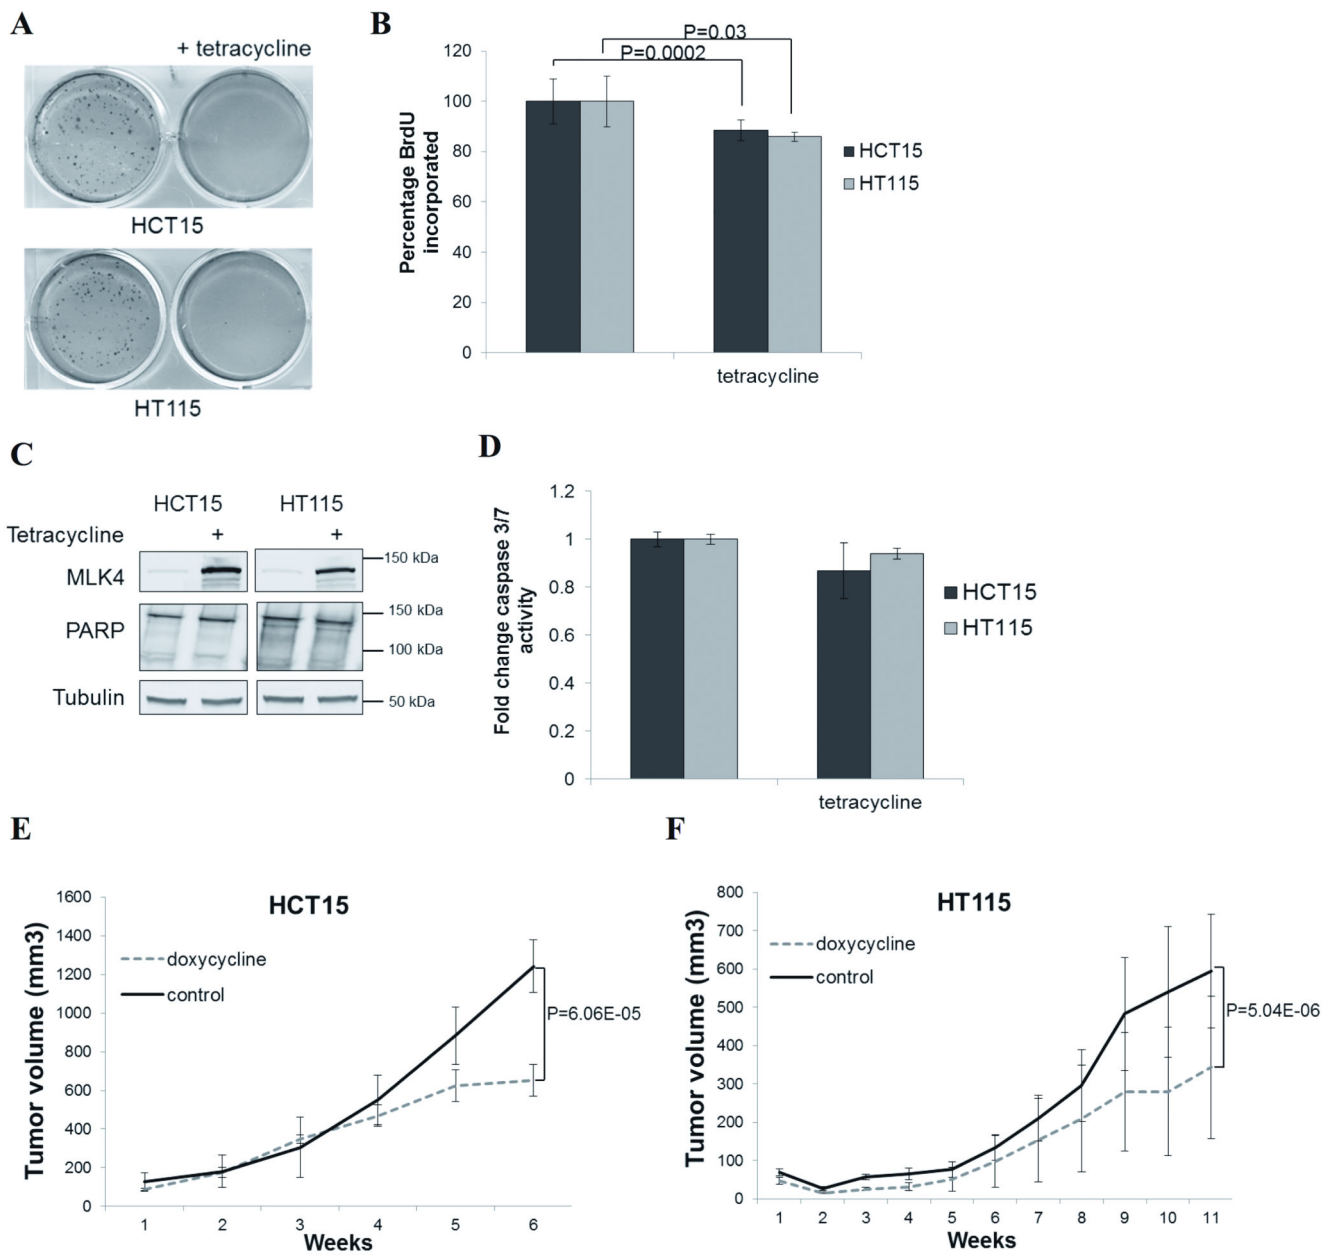 A
+ tetracycline
HCT15
HT115
B
P=0.03
P=0.0002
120
100
80
60
40
20
0
Percentage BrdU
incorporated
tetracycline
HCT15
HT115
C
HCT15
HT115
Tetracycline
+
+
MLK4
150 kDa
PARP
150 kDa
100 kDa
Tubulin
50 kDa
D
1.2
1
0.8
0.6
0.4
0.2
0
Fold change caspase 3/7
activity
tetracycline
HCT15
HT115
E
HCT15
1600
1400
1200
1000
800
600
400
200
0
Tumor volume (mm3)
doxycycline
control
P=6.06E-05
1 2 3 4 5 6
Weeks
F
HT115
800
700
600
500
400
300
200
100
0
Tumor volume (mm3)
doxycycline
control
P=5.04E-06
1 2 3 4 5 6 7 8 9 10 11
Weeks